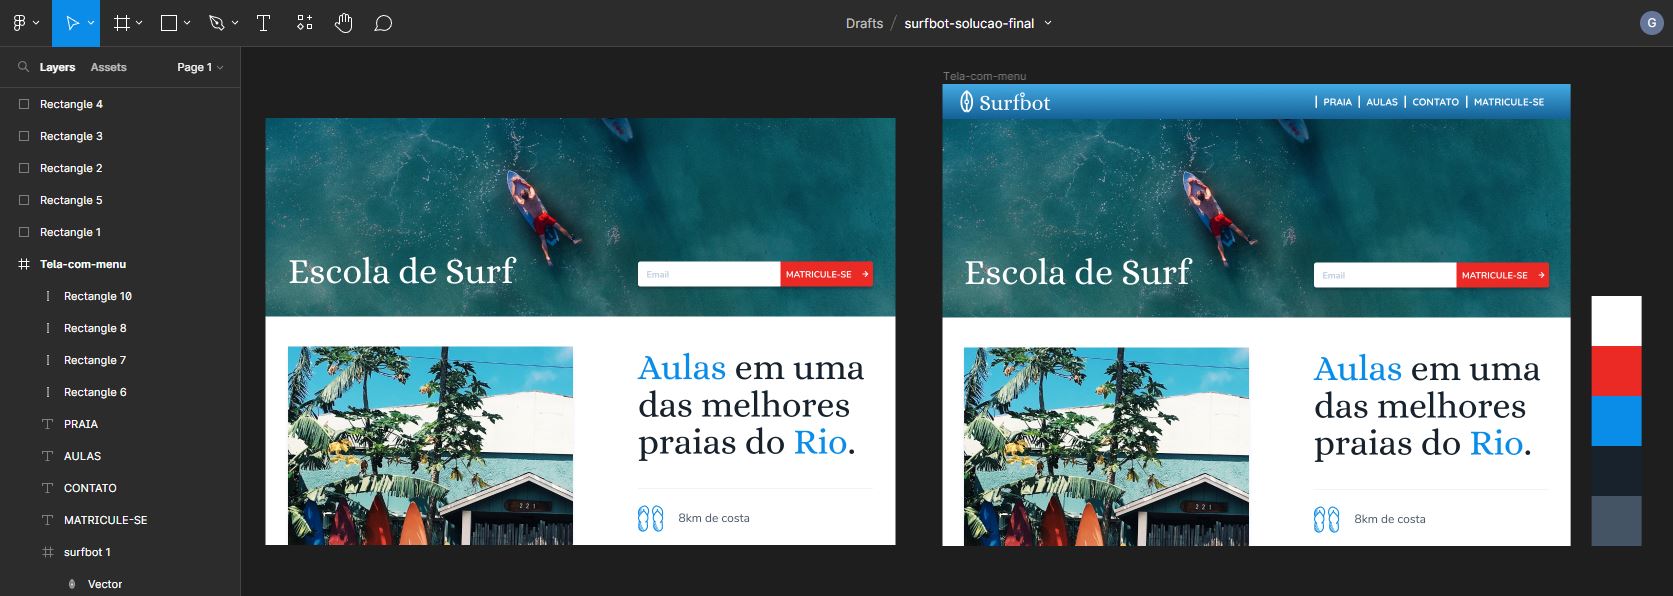 Drafts / surfbot-solucao-final
G
Layers Assets Page 1
Rectangle 4
Rectangle 3
Rectangle 2
Rectangle 5
Rectangle 1
Tela-com-menu
Rectangle 10
Rectangle 8
Rectangle 7
Rectangle 6
PRAIA
AULAS
CONTATO
MATRICULE-SE
surfbot 1
Vector
Escola de Surf
Email
MATRICULE-SE →
Aulas em uma
das melhores
praias do Rio.
221
8km de costa
Tela-com-menu
Surfbot
| PRAIA | AULAS | CONTATO | MATRICULE-SE
Escola de Surf
Email
MATRICULE-SE →
Aulas em uma
das melhores
praias do Rio.
221
8km de costa